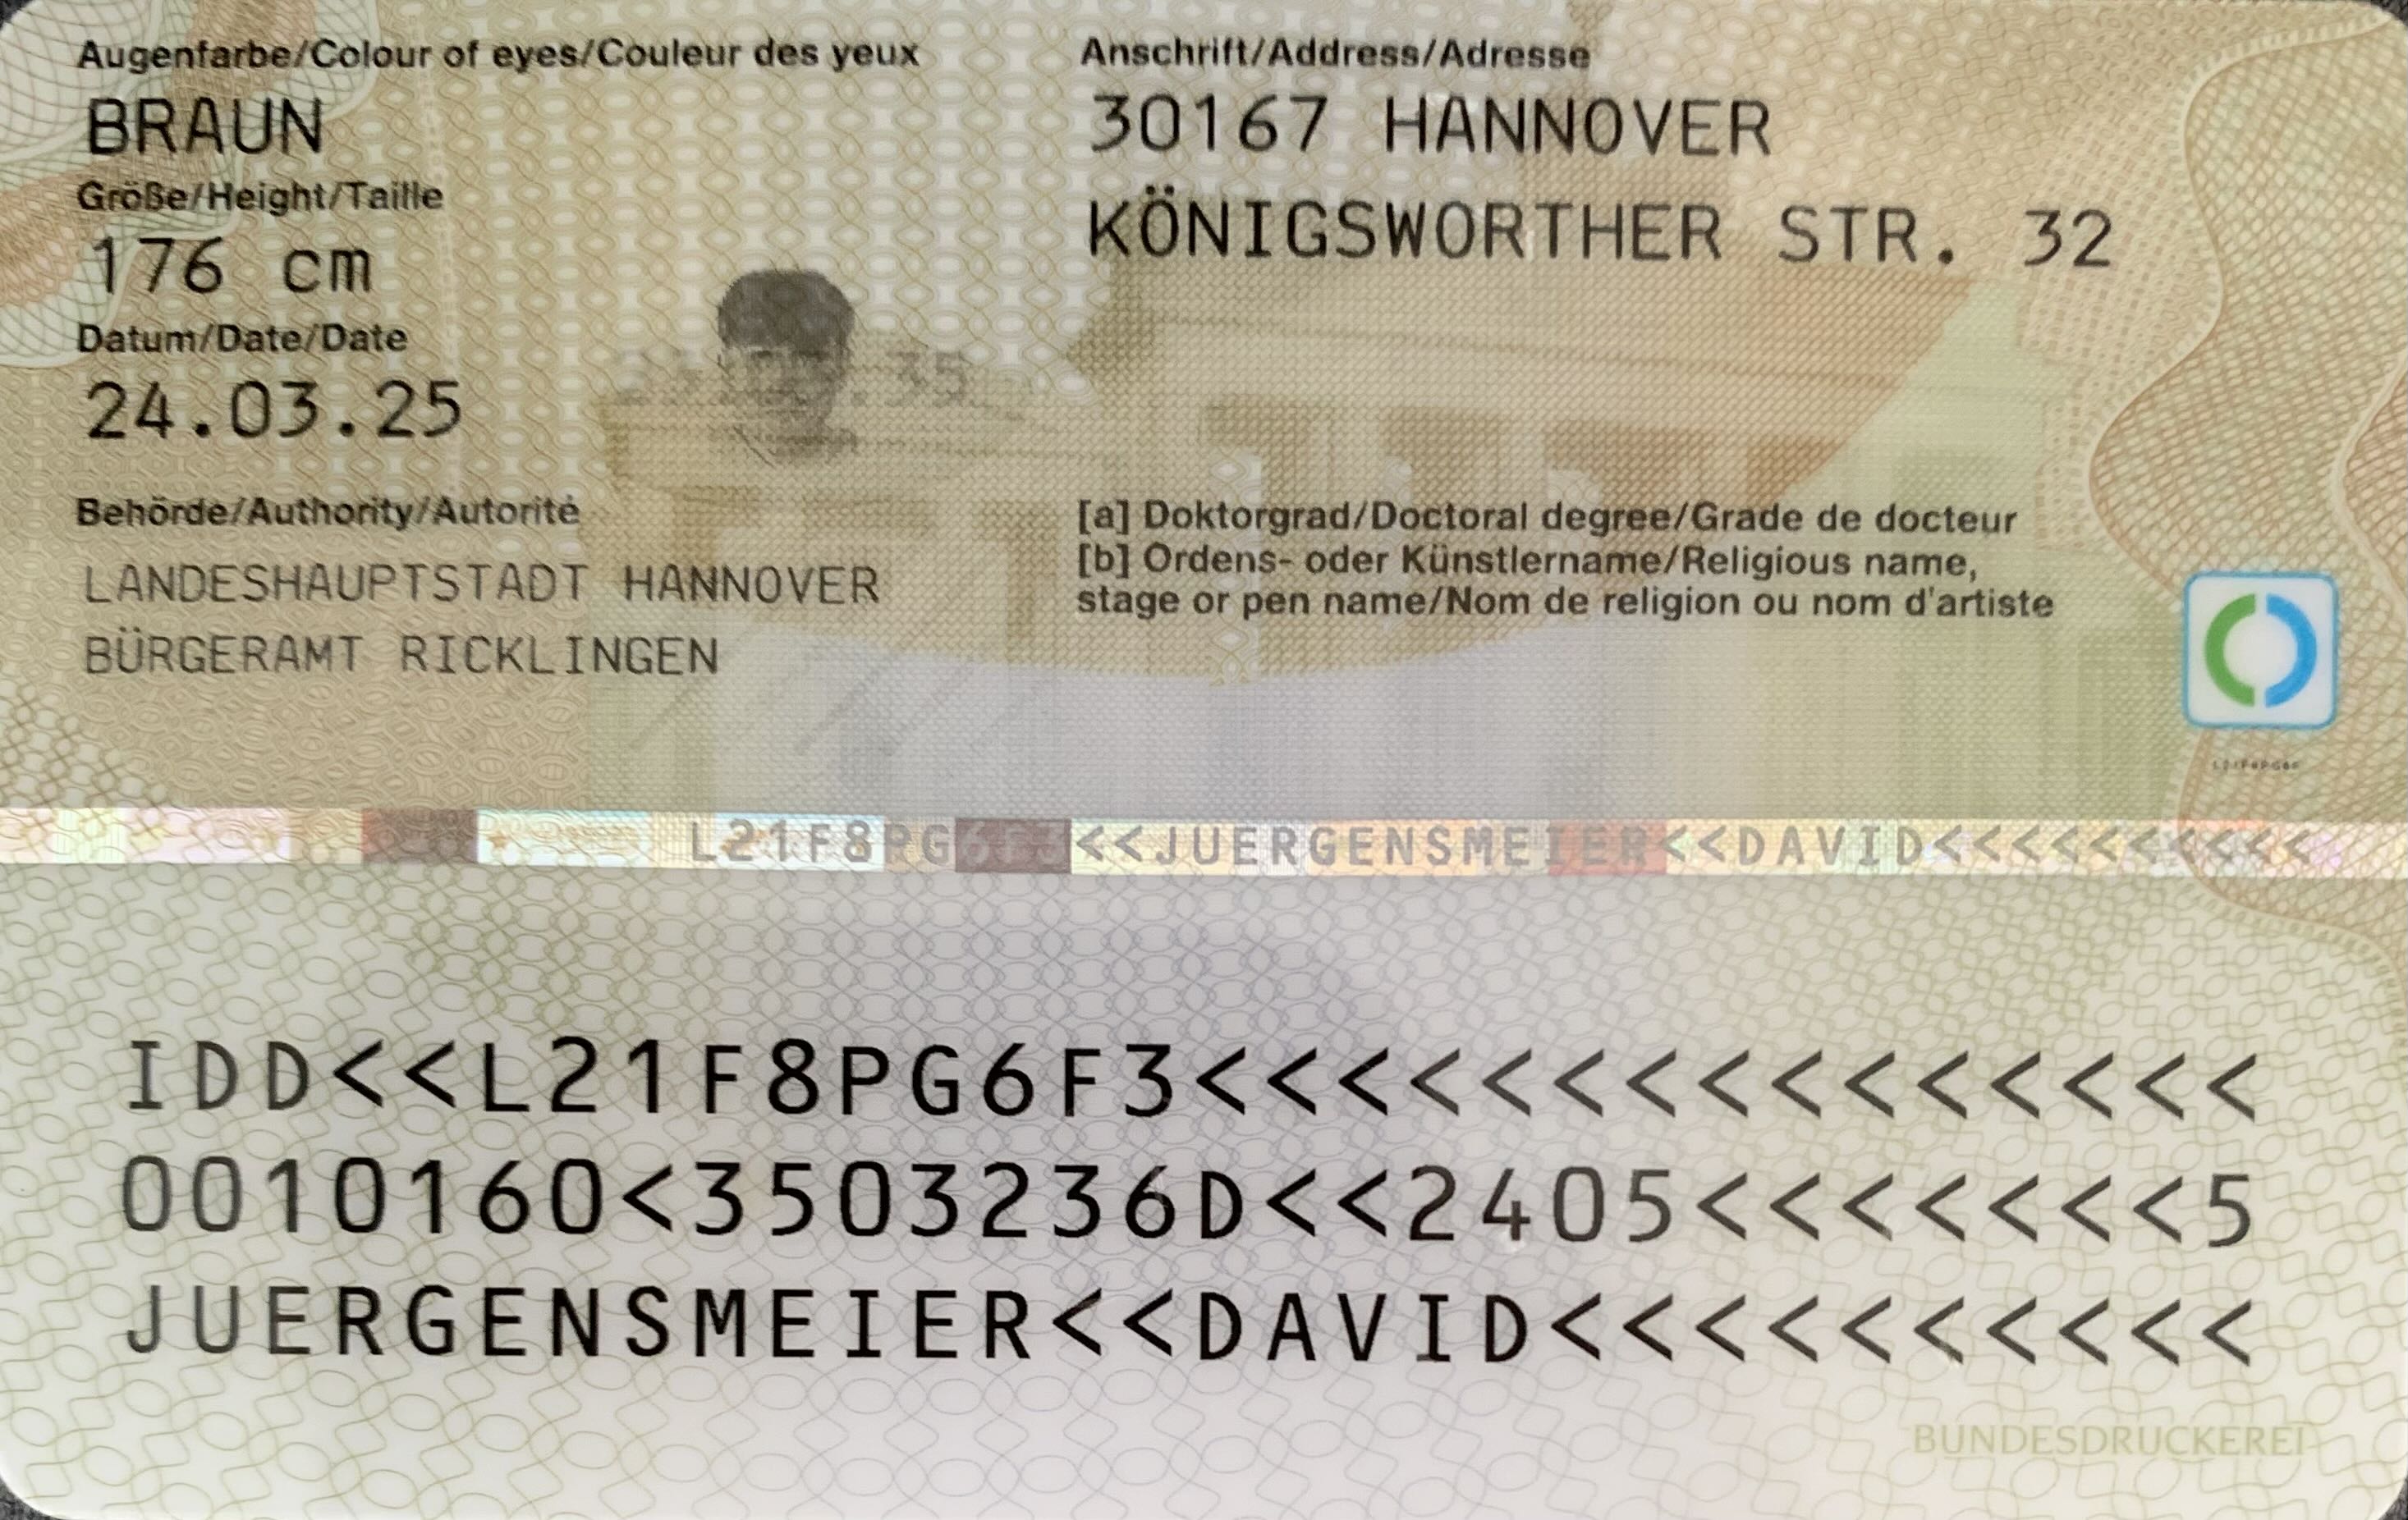 Augenfarbe/Colour of eyes/Couleur des yeux
BRAUN
Größe/Height/Taille
176 cm
Datum/Date/Date
24.03.25
Behörde/Authority/Autorité
LANDESHAUPTSTADT HANNOVER
BÜRGERAMT RICKLINGEN
Anschrift/Address/Adresse
30167 HANNOVER
KÖNIGSWORTHER STR. 32
[a] Doktorgrad/Doctoral degree/Grade de docteur
[b] Ordens- oder Künstlername/Religious name,
stage or pen name/Nom de religion ou nom d'artiste
L21F8PG6F3<<JUERGENSMEIER<<DAVID<<<<<<<<<<
IDD<<L21F8PG6F3<<<<<<<<<<<<<<<
0010160<3503236D<<2405<<<<<<<5
JUERGENSMEIER<<DAVID<<<<<<<<<<
BUNDESDRUCKEREI